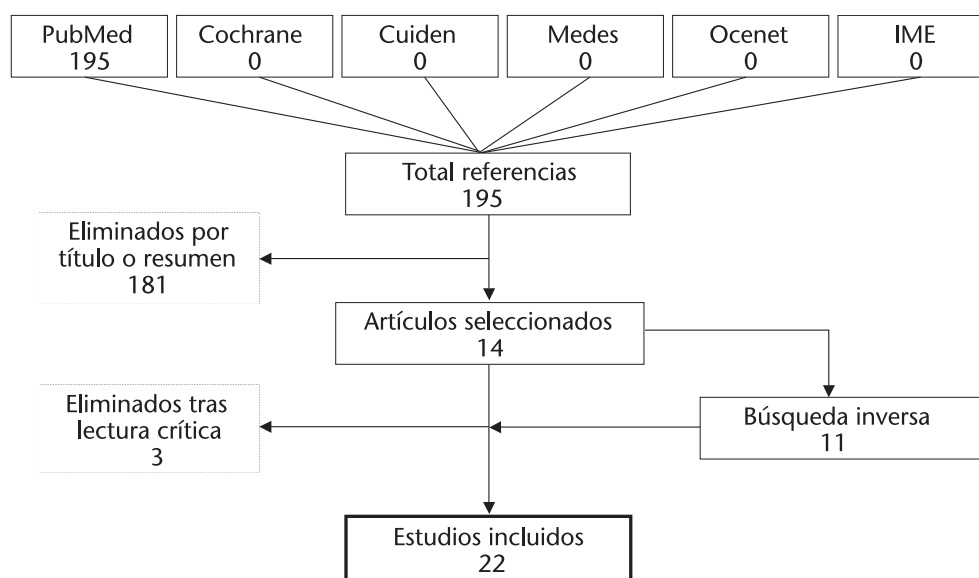 PubMed
195
Cochrane
0
Cuiden
0
Medes
0
Ocenet
0
IME
0
Total referencias
195
Eliminados por
título o resumen
181
Artículos seleccionados
14
Eliminados tras
lectura crítica
3
Búsqueda inversa
11
Estudios incluidos
22